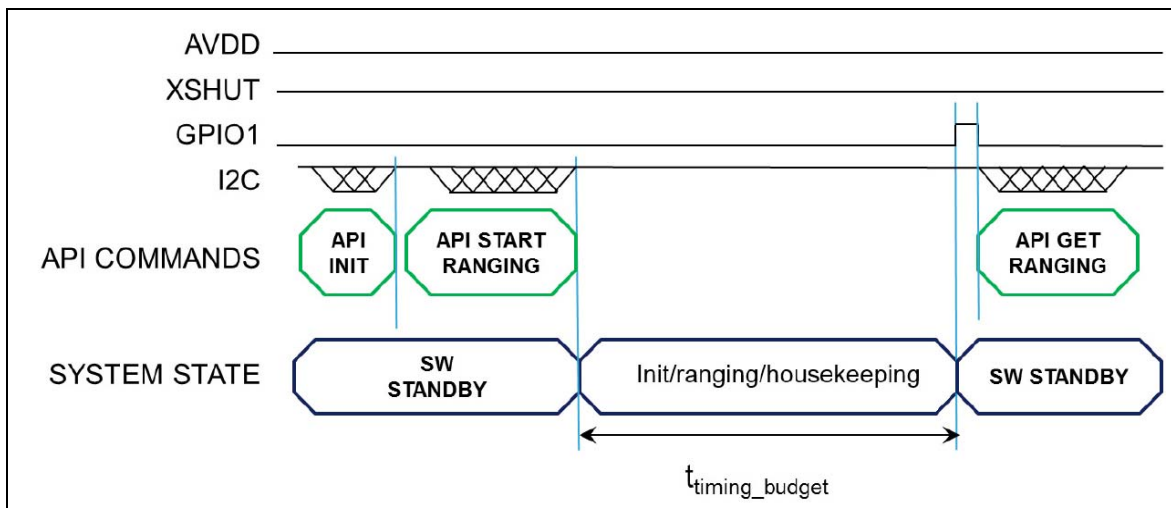 AVDD
XSHUT
GPIO1
I2C
API COMMANDS
API
INIT
API START
RANGING
API GET
RANGING
SYSTEM STATE
SW
STANDBY
Init/ranging/housekeeping
SW STANDBY
ttiming_budget